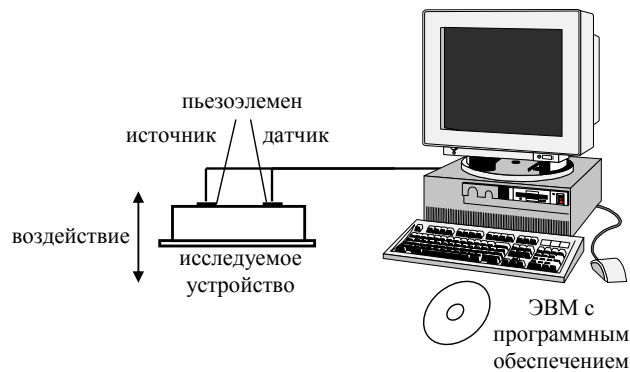 пьезоэлемен
источник датчик
воздействие
исследуемое
устройство
ЭВМ с
программным
обеспечением